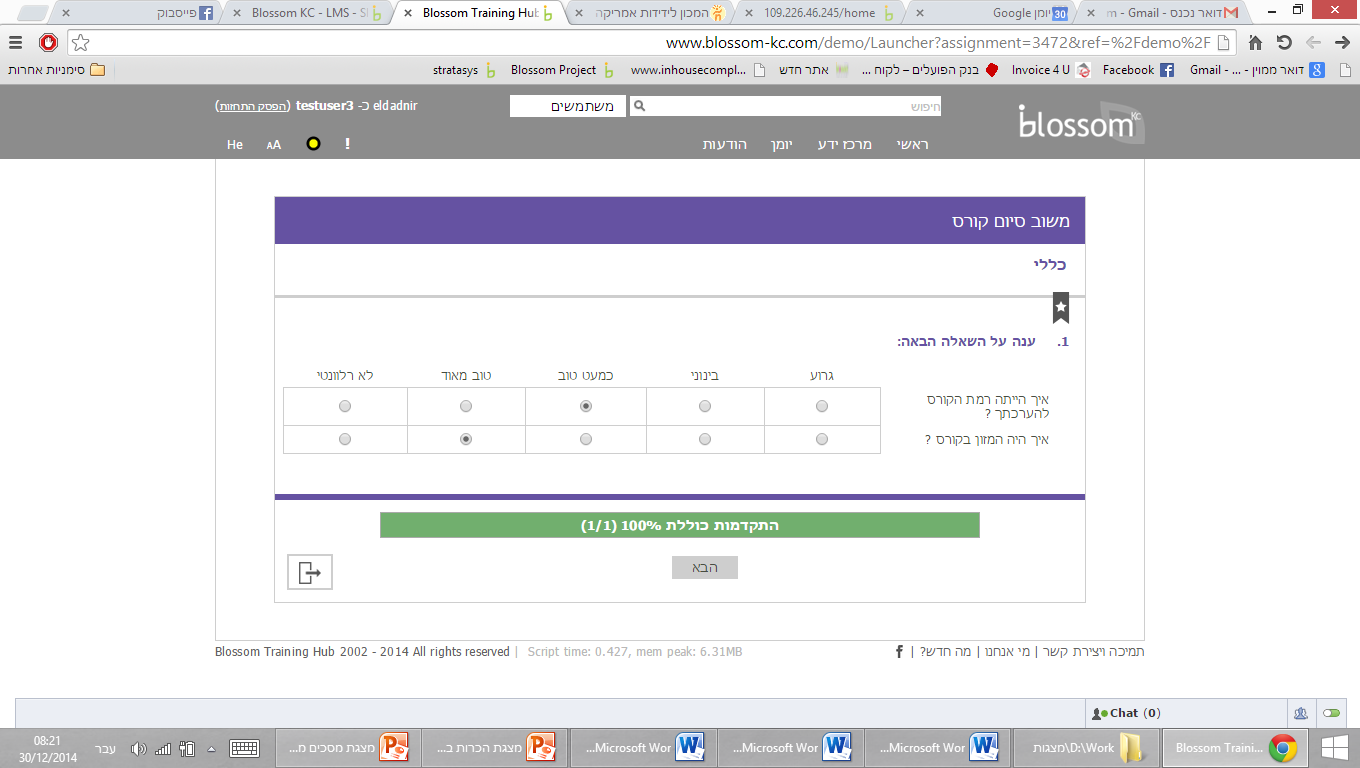 פייסבוק
Blossom KC - LMS - S
Blossom Training Hub
המכון לידידות אמריקה
109.226.46.245/home
יומן Google
דואר נכנס - Gmail - m
www.blossom-kc.com/demo/Launcher?assignment=3472&ref=%2Fdemo%2F
סימניות אחרות
stratasys
Blossom Project
www.inhousecompl...
אתר חדש
בנק הפועלים – לקוח ...
Invoice 4 U
Facebook
דואר ממוין - ... - Gmail
eldadnir כ- testuser3 (הפסק התחזות)
משתמשים
חיפוש
blossom KC
He
AA
!
ראשי
מרכז ידע
יומן
הודעות
משוב סיום קורס
כללי
1. ענה על השאלה הבאה:
גרוע
בינוני
כמעט טוב
טוב מאוד
לא רלוונטי
איך הייתה רמת הקורס
להערכתך ?
איך היה המזון בקורס ?
התקדמות כוללת 100% (1/1)
הבא
Blossom Training Hub 2002 - 2014 All rights reserved | Script time: 0.427, mem peak: 6.31MB
תמיכה ויצירת קשר | מי אנחנו | מה חדש? |
Chat (0)
08:21
30/12/2014
עבר
מצגת מסכים מ...
מצגת הכרות ב...
Microsoft Wor...
Microsoft Wor...
Microsoft Wor...
D:\Work\מצגות
Blossom Traini...